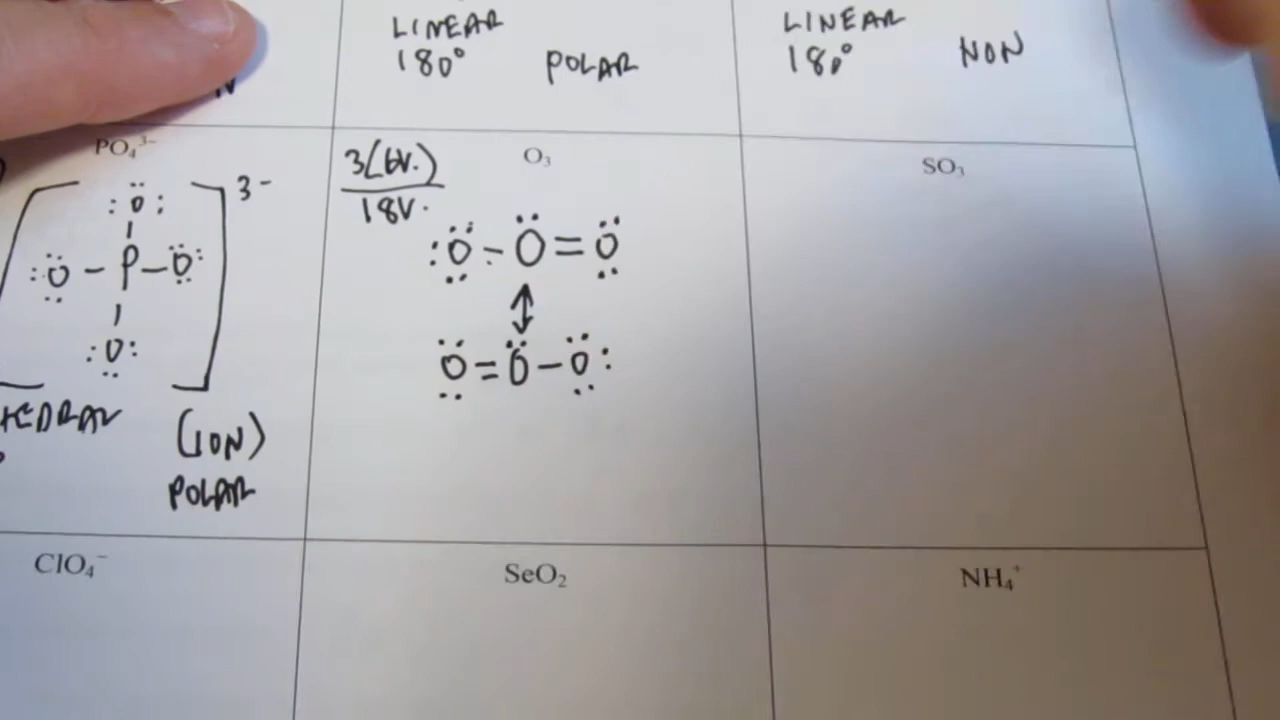 LINEAR
180° POLAR
LINEAR
180° NON
PO₄³⁻
3-
:O:
:O-P-O:
:O:
(ION)
POLAR
O₃
3(6V.)
18V.
:O-O=O
O=O-O:
SO₃
ClO₄⁻
SeO₂
NH₄⁺